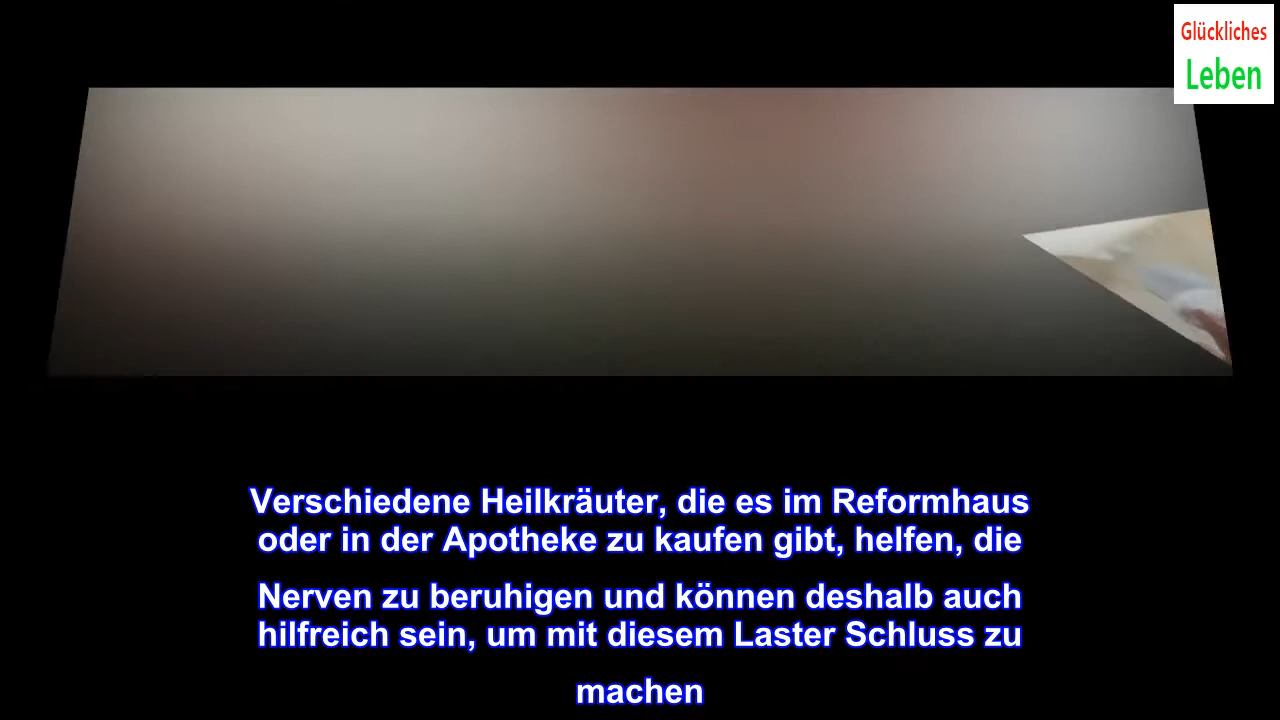 Glückliches
Leben
Verschiedene Heilkräuter, die es im Reformhaus
oder in der Apotheke zu kaufen gibt, helfen, die
Nerven zu beruhigen und können deshalb auch
hilfreich sein, um mit diesem Laster Schluss zu
machen